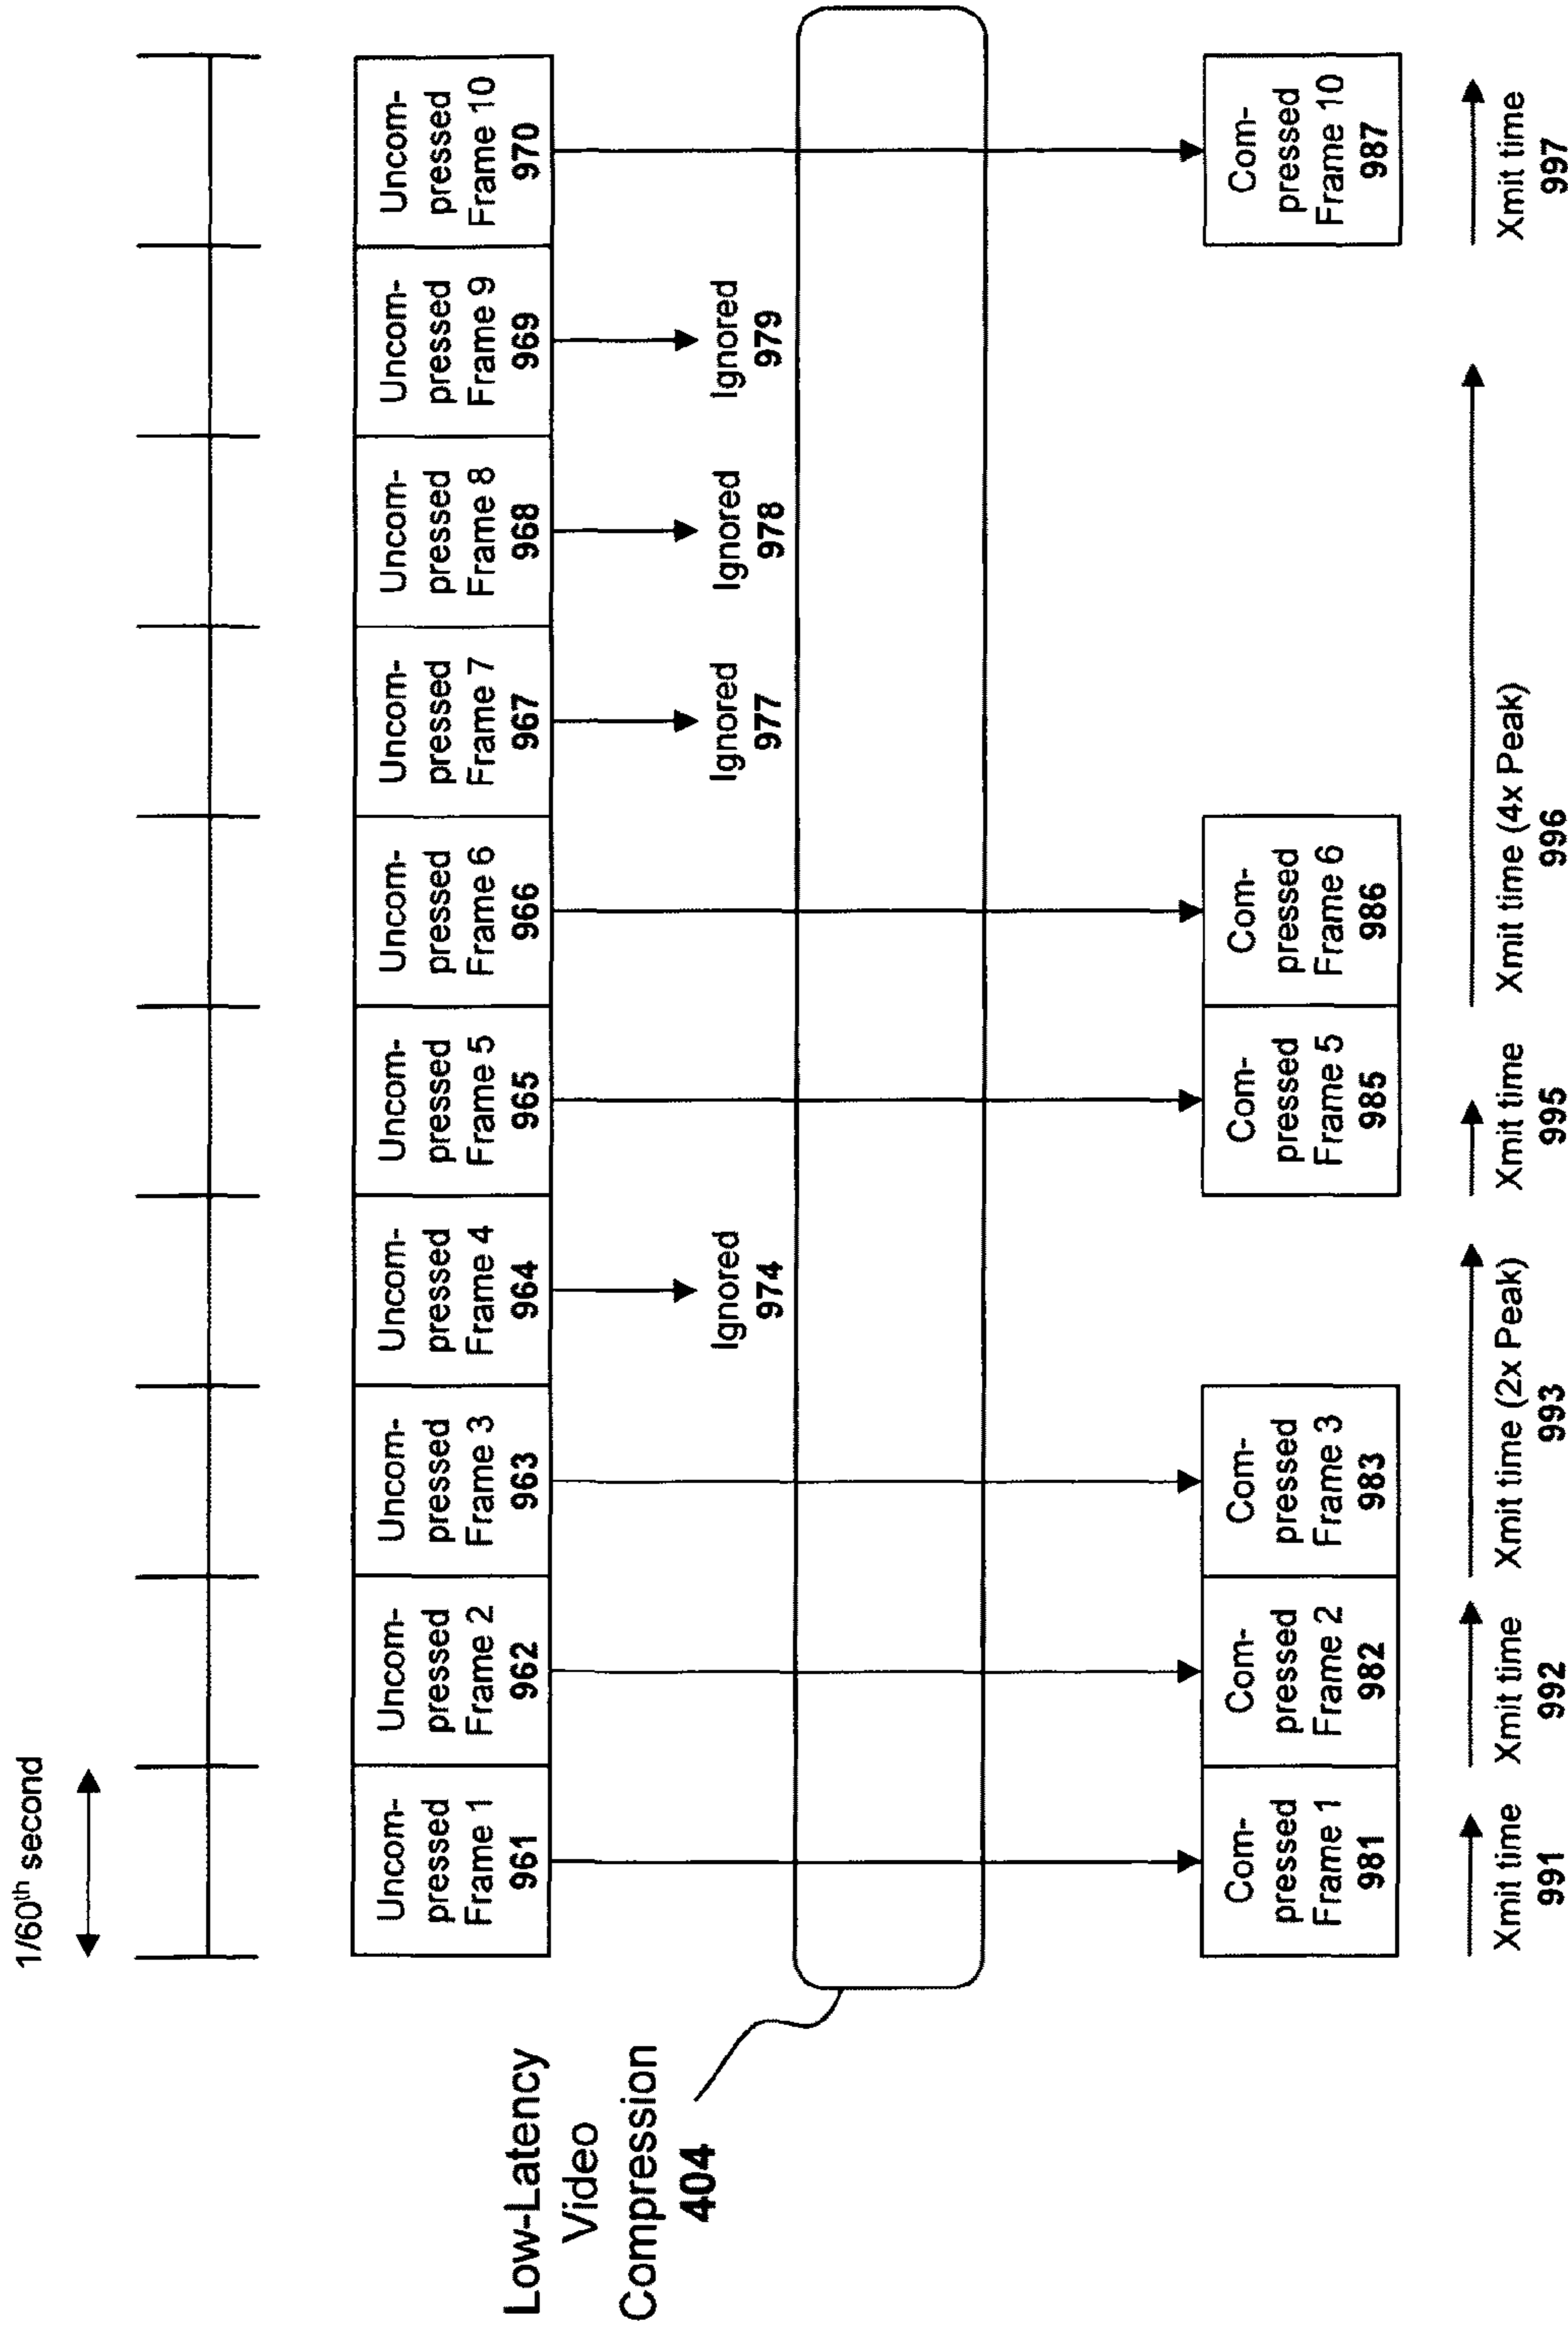 1/60th second
Uncom-
pressed
Frame 1
961
Uncom-
pressed
Frame 2
962
Uncom-
pressed
Frame 3
963
Uncom-
pressed
Frame 4
964
Uncom-
pressed
Frame 5
965
Uncom-
pressed
Frame 6
966
Uncom-
pressed
Frame 7
967
Uncom-
pressed
Frame 8
968
Uncom-
pressed
Frame 9
969
Uncom-
pressed
Frame 10
970
Ignored
974
Ignored
977
Ignored
978
Ignored
979
Low-Latency
Video
Compression
404
Com-
pressed
Frame 1
981
Com-
pressed
Frame 2
982
Com-
pressed
Frame 3
983
Com-
pressed
Frame 5
985
Com-
pressed
Frame 6
986
Com-
pressed
Frame 10
987
Xmit time
991
Xmit time
992
Xmit time (2x Peak)
993
Xmit time
995
Xmit time (4x Peak)
996
Xmit time
997